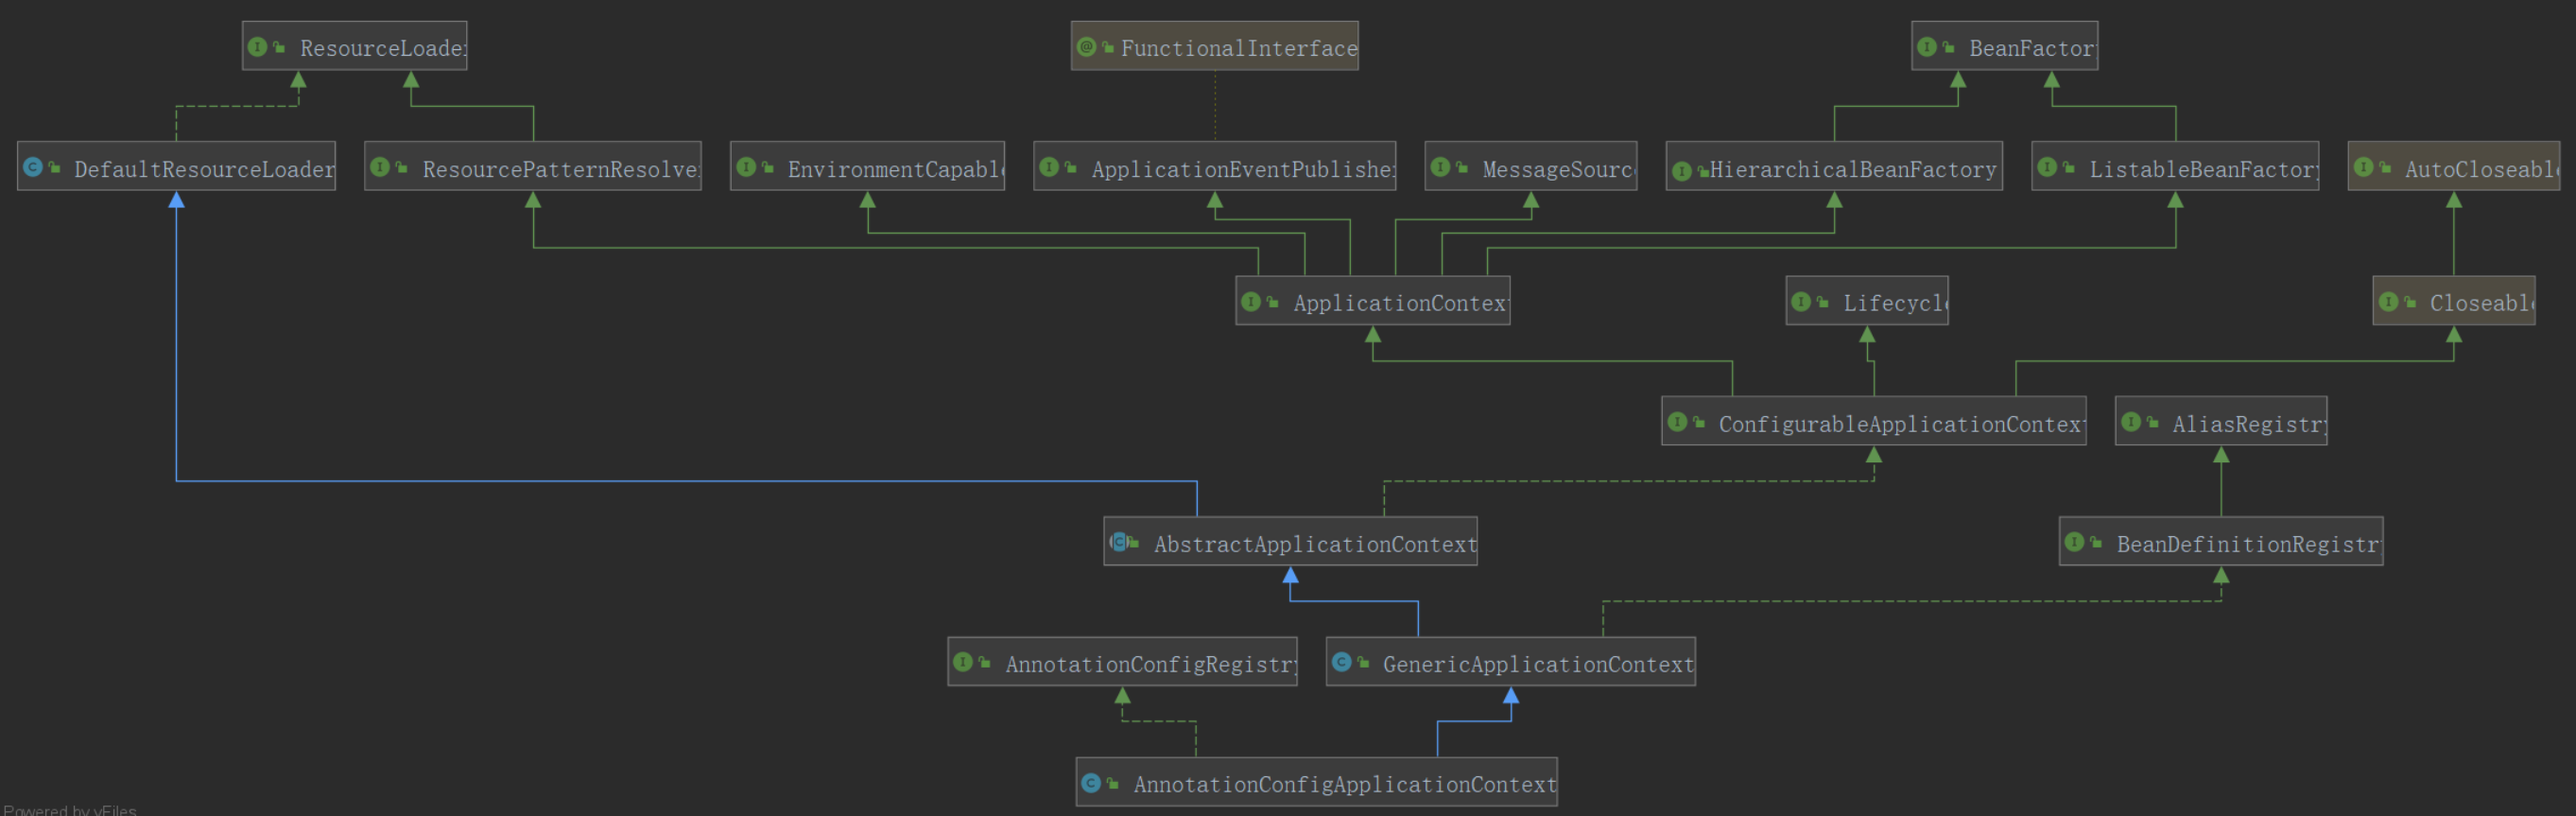 ResourceLoader
FunctionalInterface
BeanFactory
DefaultResourceLoader
ResourcePatternResolver
EnvironmentCapable
ApplicationEventPublisher
MessageSource
HierarchicalBeanFactory
ListableBeanFactory
AutoCloseable
ApplicationContext
Lifecycle
Closeable
ConfigurableApplicationContext
AliasRegistry
AbstractApplicationContext
BeanDefinitionRegistr
AnnotationConfigRegistry
GenericApplicationContext
AnnotationConfigApplicationContext
Powered by yFiles